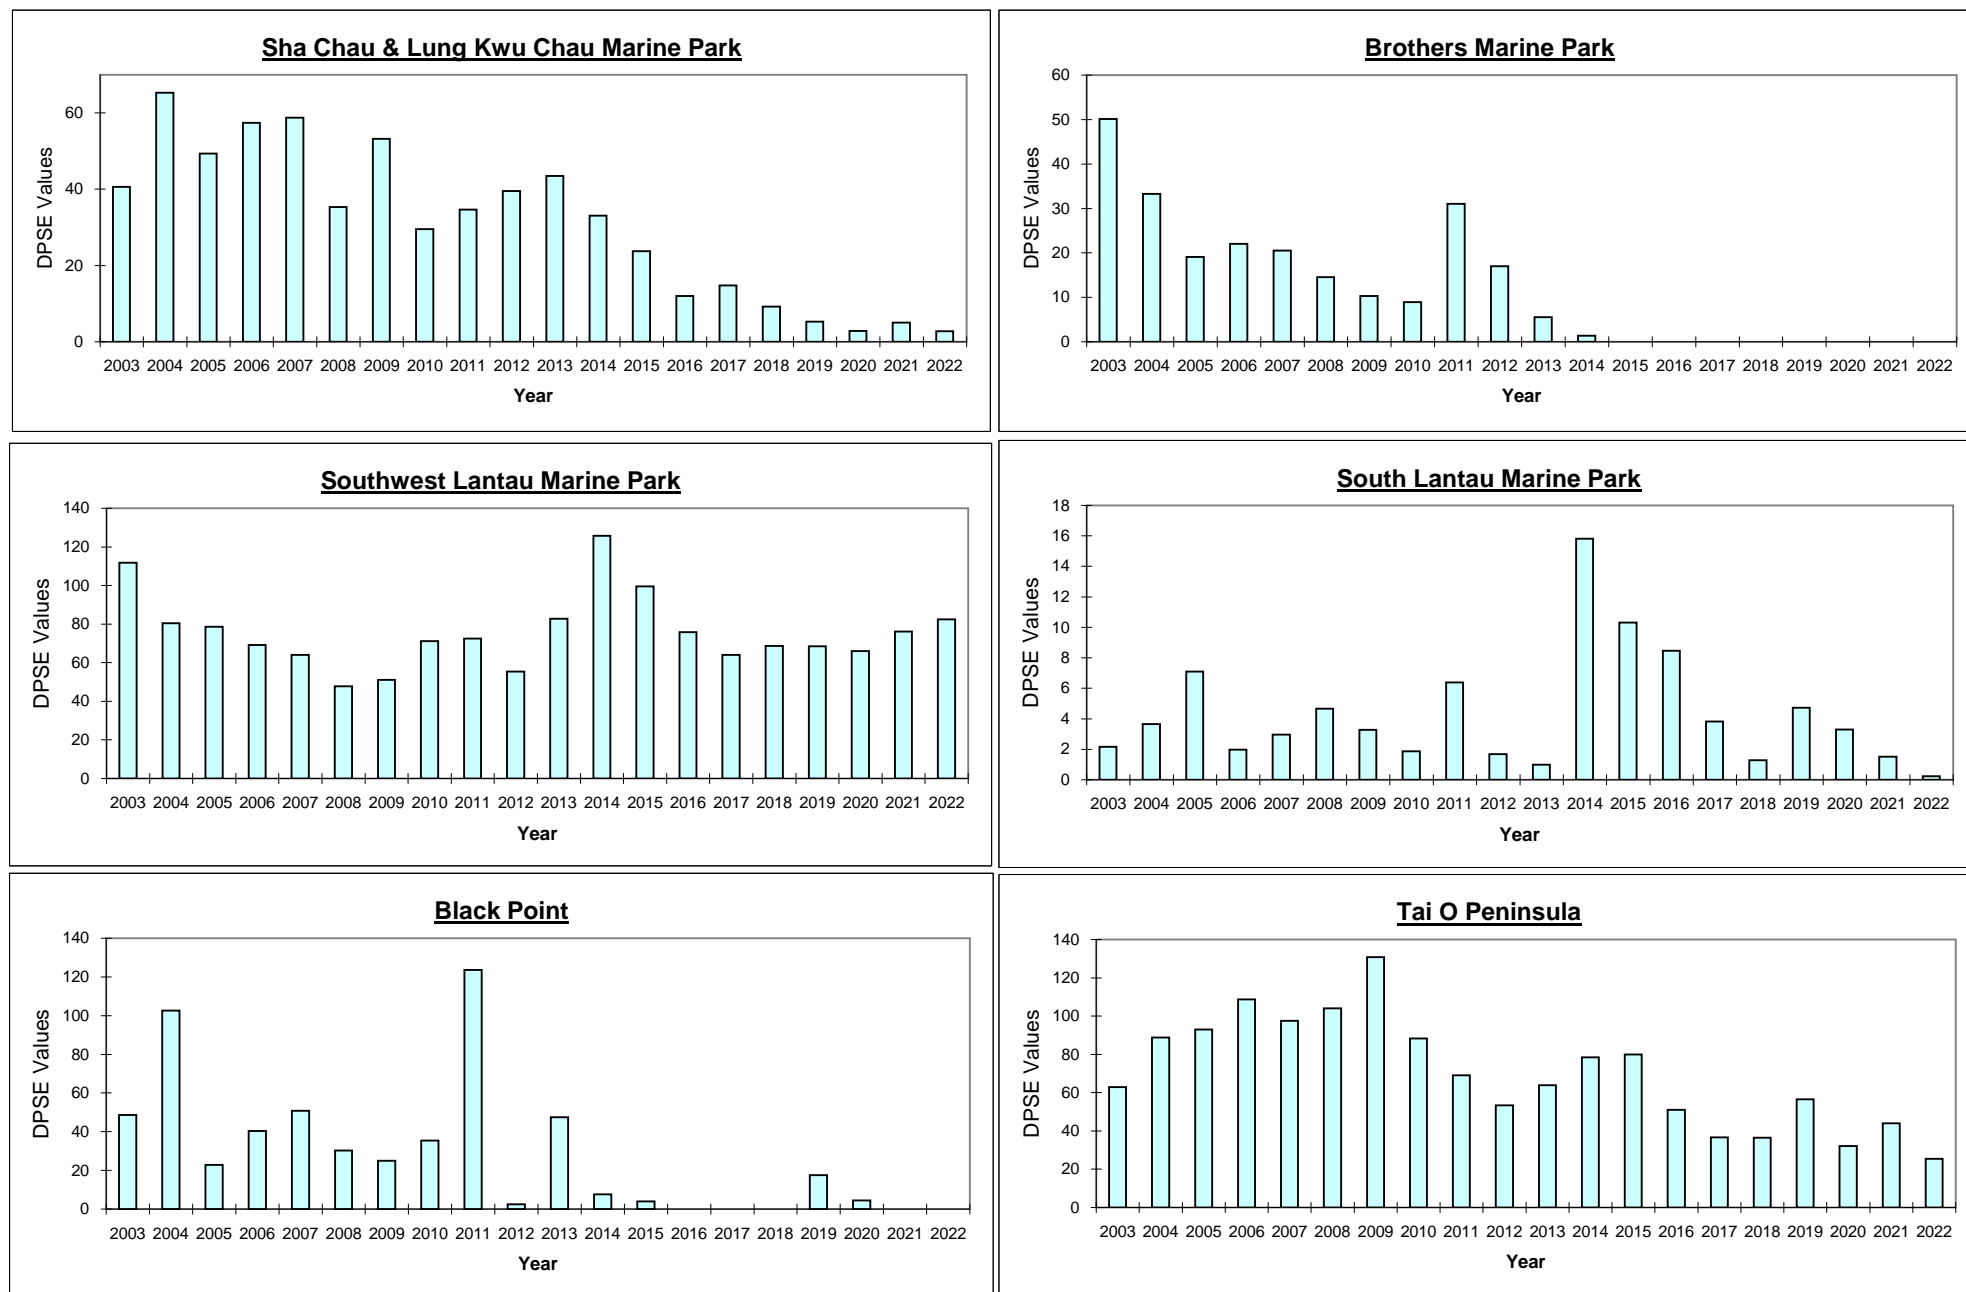 Sha Chau & Lung Kwu Chau Marine Park
60
40
20
0
DPSE Values
2003 2004 2005 2006 2007 2008 2009 2010 2011 2012 2013 2014 2015 2016 2017 2018 2019 2020 2021 2022
Year
Brothers Marine Park
60
50
40
30
20
10
0
DPSE Values
2003 2004 2005 2006 2007 2008 2009 2010 2011 2012 2013 2014 2015 2016 2017 2018 2019 2020 2021 2022
Year
Southwest Lantau Marine Park
140
120
100
80
60
40
20
0
DPSE Values
2003 2004 2005 2006 2007 2008 2009 2010 2011 2012 2013 2014 2015 2016 2017 2018 2019 2020 2021 2022
Year
South Lantau Marine Park
18
16
14
12
10
8
6
4
2
0
DPSE Values
2003 2004 2005 2006 2007 2008 2009 2010 2011 2012 2013 2014 2015 2016 2017 2018 2019 2020 2021 2022
Year
Black Point
140
120
100
80
60
40
20
0
DPSE Values
2003 2004 2005 2006 2007 2008 2009 2010 2011 2012 2013 2014 2015 2016 2017 2018 2019 2020 2021 2022
Year
Tai O Peninsula
140
120
100
80
60
40
20
0
DPSE Values
2003 2004 2005 2006 2007 2008 2009 2010 2011 2012 2013 2014 2015 2016 2017 2018 2019 2020 2021 2022
Year